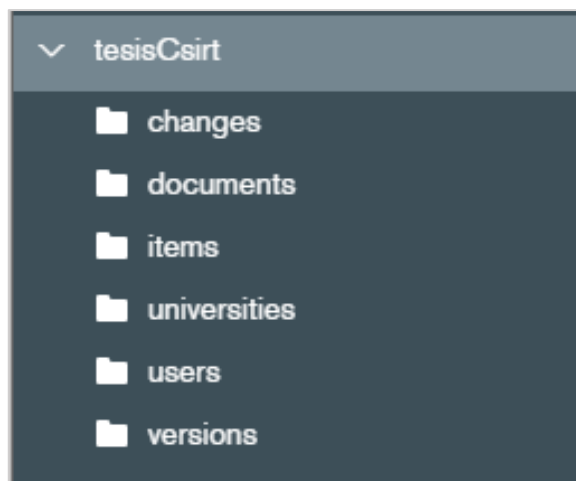 tesisCsirt
changes
documents
items
universities
users
versions